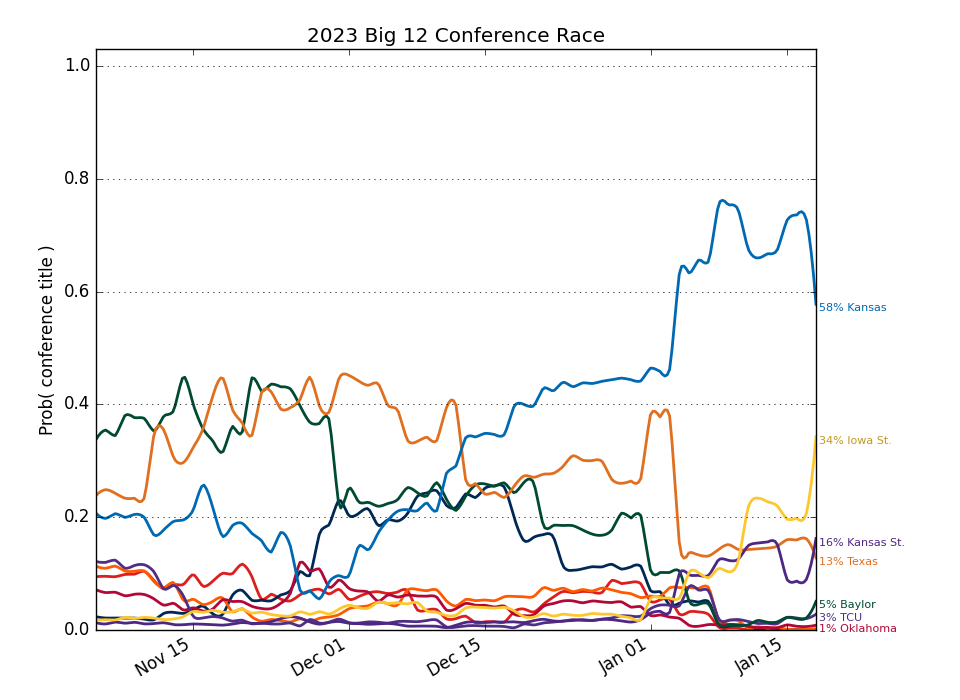 2023 Big 12 Conference Race
Prob( conference title )
1.0
0.8
0.6
0.4
0.2
0.0
58% Kansas
34% Iowa St.
16% Kansas St.
13% Texas
5% Baylor
3% TCU
1% Oklahoma
Nov 15
Dec 01
Dec 15
Jan 01
Jan 15